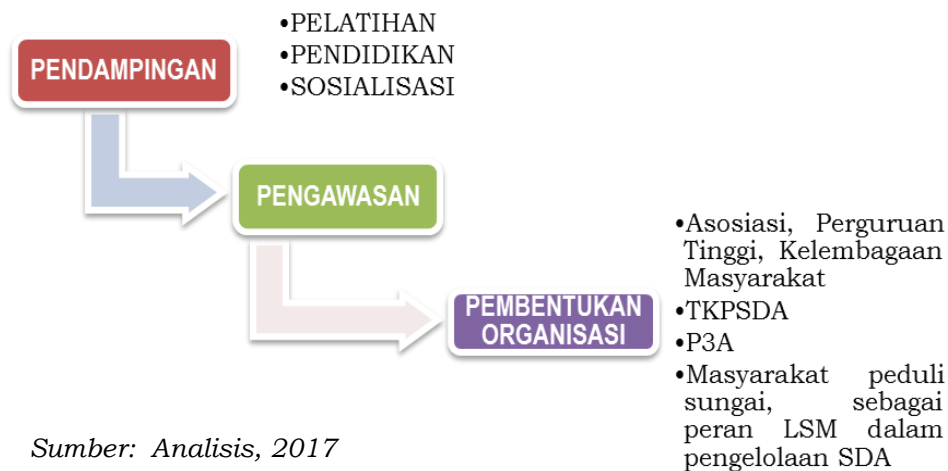 •PELATIHAN
•PENDIDIKAN
•SOSIALISASI
PENDAMPINGAN
PENGAWASAN
PEMBENTUKAN
ORGANISASI
•Asosiasi, Perguruan
Tinggi, Kelembagaan
Masyarakat
•TKPSDA
•P3A
•Masyarakat peduli
sungai, sebagai
peran LSM dalam
pengelolaan SDA
Sumber: Analisis, 2017